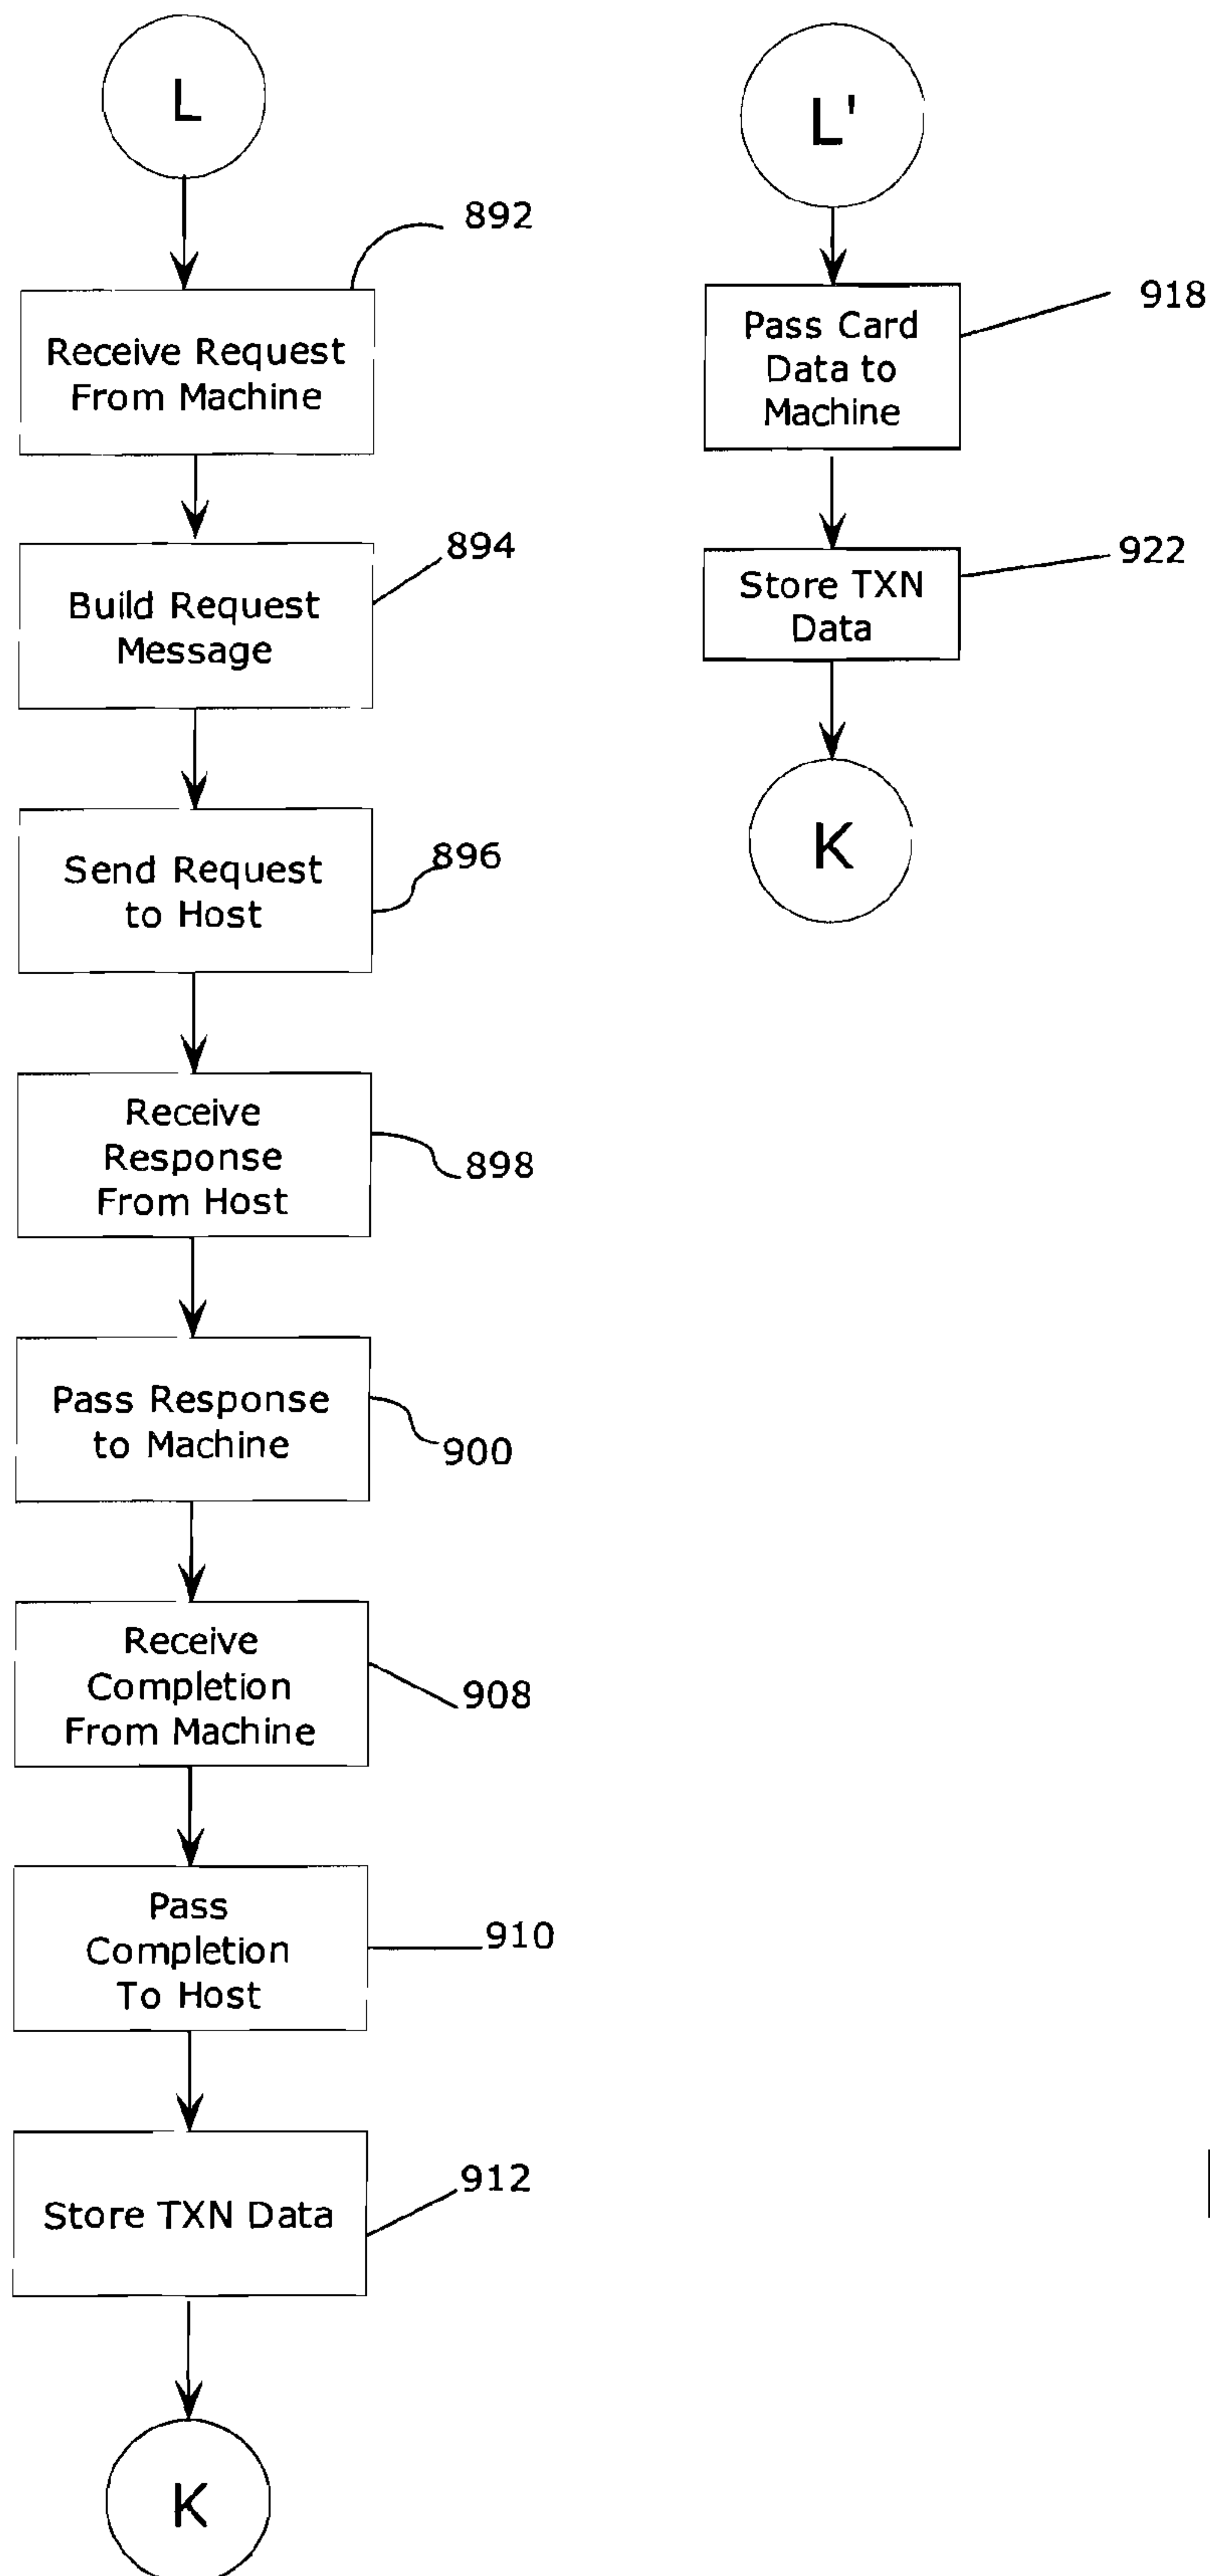 L
892
Receive Request
From Machine
894
Build Request
Message
896
Send Request
to Host
898
Receive
Response
From Host
900
Pass Response
to Machine
908
Receive
Completion
From Machine
910
Pass
Completion
To Host
912
Store TXN Data
K
L'
918
Pass Card
Data to
Machine
922
Store TXN
Data
K